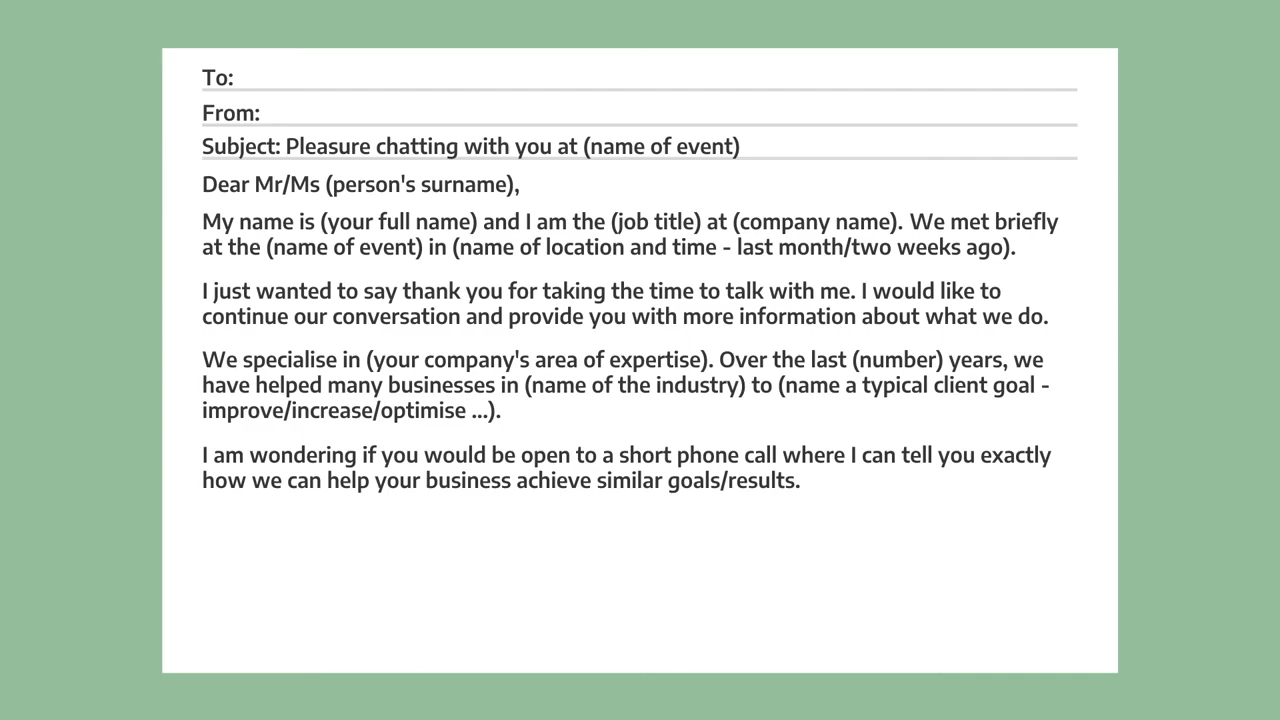 To:
From:
Subject: Pleasure chatting with you at (name of event)
Dear Mr/Ms (person's surname),
My name is (your full name) and I am the (job title) at (company name). We met briefly
at the (name of event) in (name of location and time - last month/two weeks ago).
I just wanted to say thank you for taking the time to talk with me. I would like to
continue our conversation and provide you with more information about what we do.
We specialise in (your company's area of expertise). Over the last (number) years, we
have helped many businesses in (name of the industry) to (name a typical client goal -
improve/increase/optimise ...).
I am wondering if you would be open to a short phone call where I can tell you exactly
how we can help your business achieve similar goals/results.